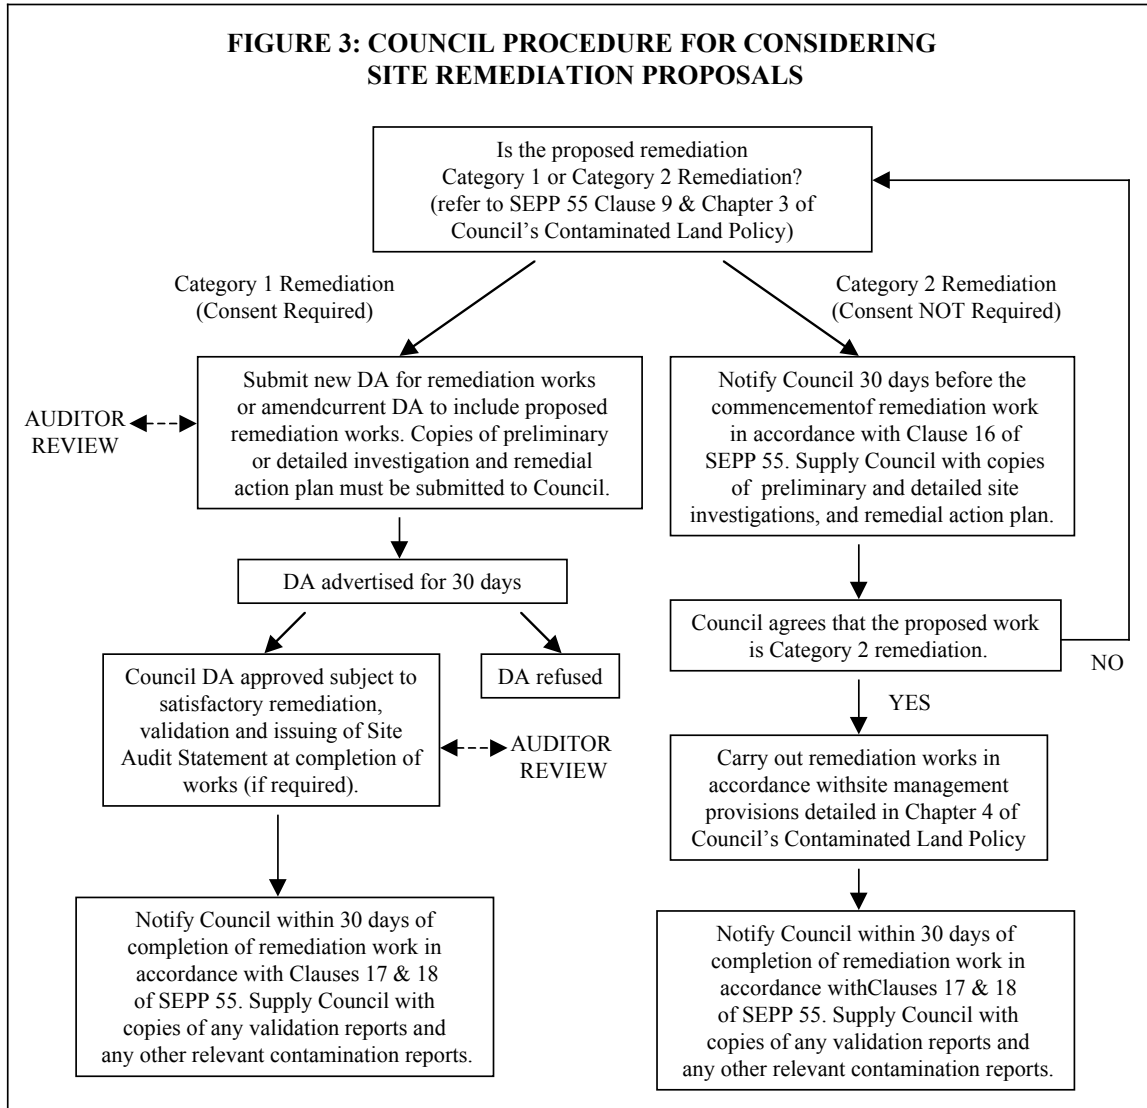 FIGURE 3: COUNCIL PROCEDURE FOR CONSIDERING
SITE REMEDIATION PROPOSALS
Is the proposed remediation
Category 1 or Category 2 Remediation?
(refer to SEPP 55 Clause 9 & Chapter 3 of
Council's Contaminated Land Policy)
Category 1 Remediation
(Consent Required)
Category 2 Remediation
(Consent NOT Required)
AUDITOR
REVIEW
Submit new DA for remediation works
or amendcurrent DA to include proposed
remediation works. Copies of preliminary
or detailed investigation and remedial
action plan must be submitted to Council.
Notify Council 30 days before the
commencementof remediation work
in accordance with Clause 16 of
SEPP 55. Supply Council with copies
of preliminary and detailed site
investigations, and remedial action plan.
DA advertised for 30 days
Council agrees that the proposed work
is Category 2 remediation.
NO
Council DA approved subject to
satisfactory remediation,
validation and issuing of Site
Audit Statement at completion of
works (if required).
DA refused
AUDITOR
REVIEW
YES
Carry out remediation works in
accordance withsite management
provisions detailed in Chapter 4 of
Council's Contaminated Land Policy
Notify Council within 30 days of
completion of remediation work in
accordance with Clauses 17 & 18
of SEPP 55. Supply Council with
copies of any validation reports and
any other relevant contamination reports.
Notify Council within 30 days of
completion of remediation work in
accordance withClauses 17 & 18
of SEPP 55. Supply Council with
copies of any validation reports and
any other relevant contamination reports.